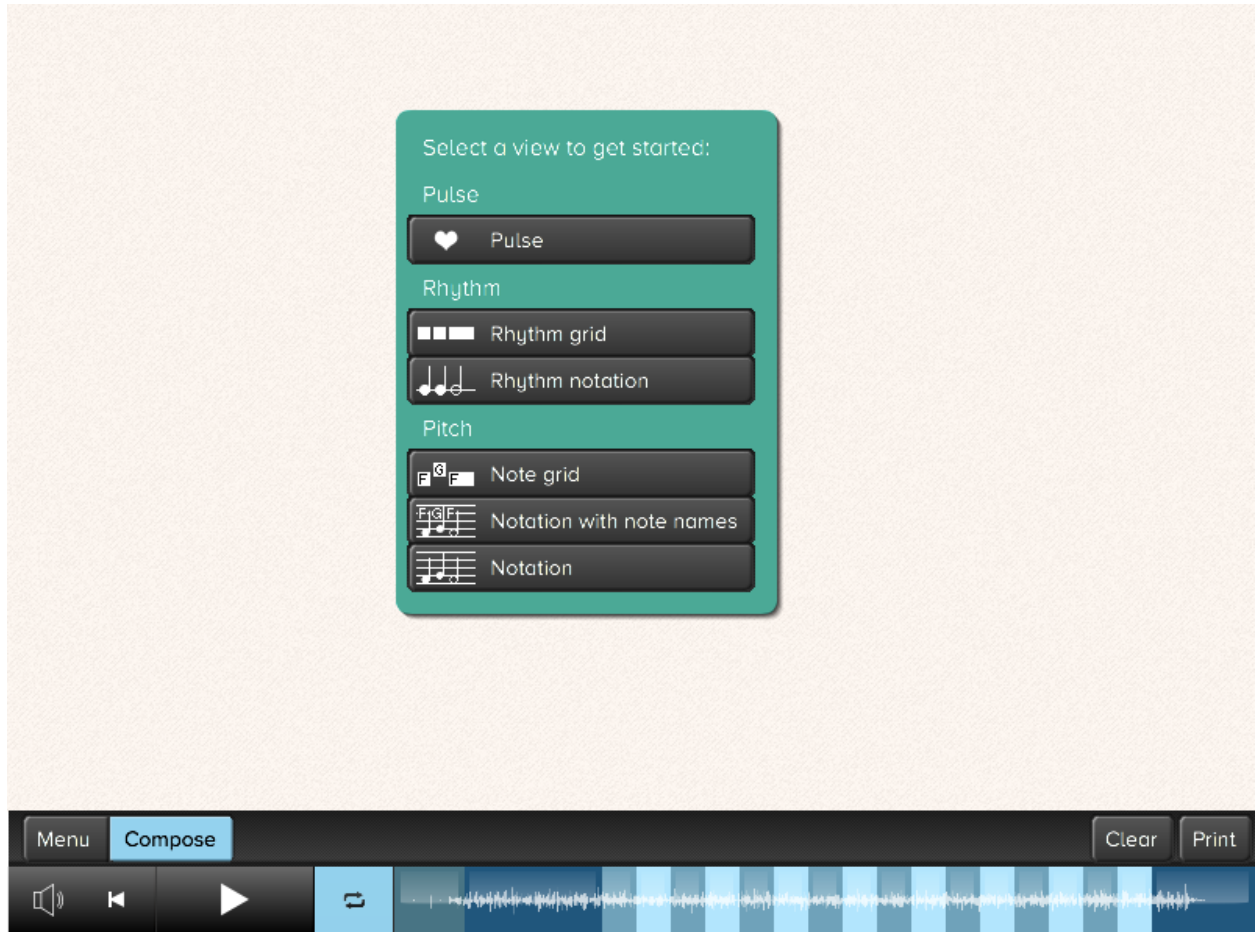 Select a view to get started:
Pulse
Pulse
Rhythm
Rhythm grid
Rhythm notation
Pitch
F G F Note grid
F G F Notation with note names
Notation
Menu Compose Clear Print